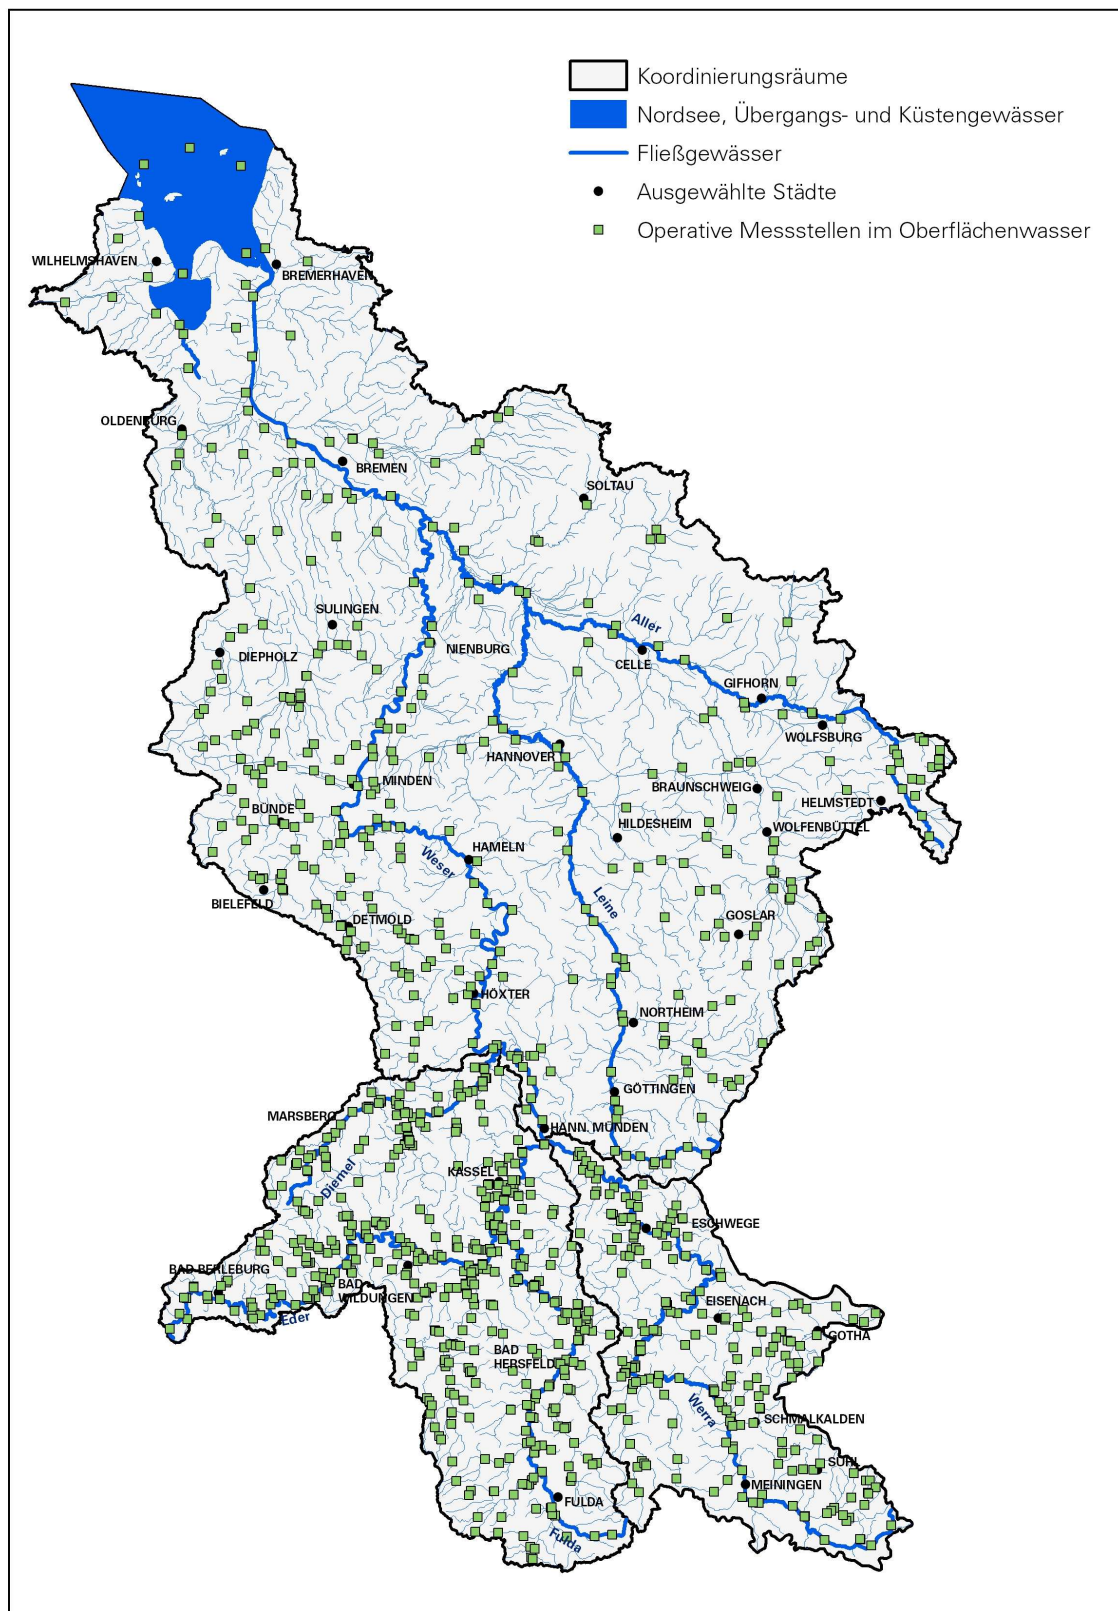 Koordinierungsräume
Nordsee, Übergangs- und Küstengewässer
Fließgewässer
Ausgewählte Städte
Operative Messstellen im Oberflächenwasser
WILHELMSHAVEN
BREMERHAVEN
OLDENBURG
BREMEN
SOLTAU
SULINGEN
Aller
NIENBURG
DIEPHOLZ
CELLE
GIFHORN
WOLFSBURG
HANNOVER
MINDEN
BRAUNSCHWEIG
HELMSTEDT
BÜNDE
HILDESHEIM
WOLFENBÜTTEL
HAMELN
Weser
BIELEFELD
Leine
DETMOLD
GOSLAR
HÖXTER
NORTHEIM
GÖTTINGEN
MARSBERG
HANN. MÜNDEN
KASSEL
Diemel
ESCHWEGE
BAD BERLEBURG
BAD
WILDUNGEN
Eder
EISENACH
GOTHA
BAD
HERSFELD
Werra
SCHMALKALDEN
SUHL
MEININGEN
FULDA
Fulda